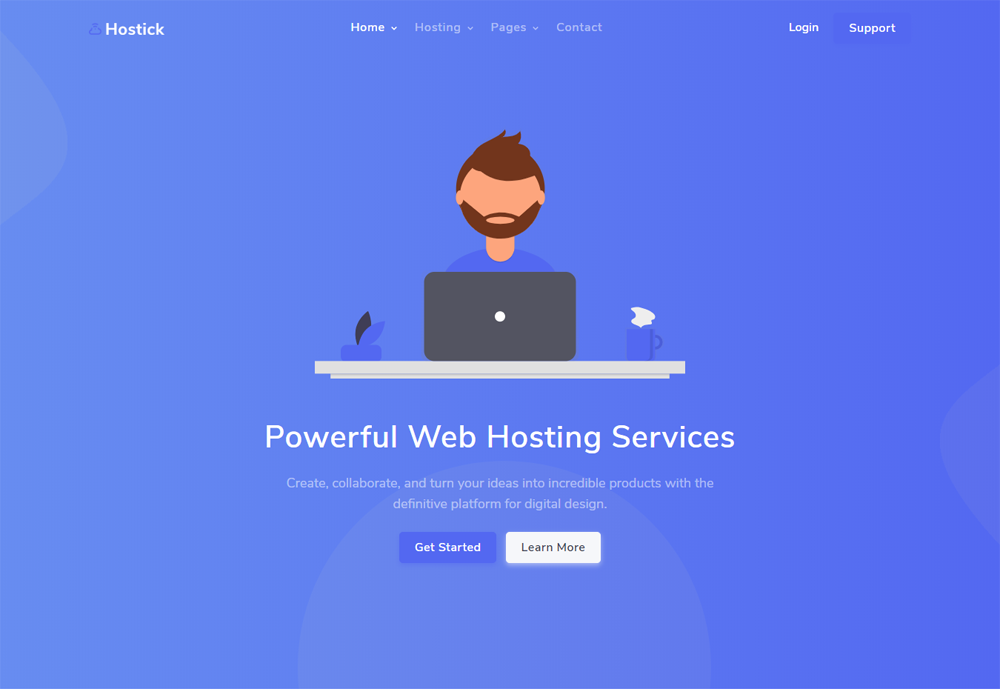 Hostick
Home Hosting Pages Contact
Login Support
Powerful Web Hosting Services
Create, collaborate, and turn your ideas into incredible products with the
definitive platform for digital design.
Get Started Learn More